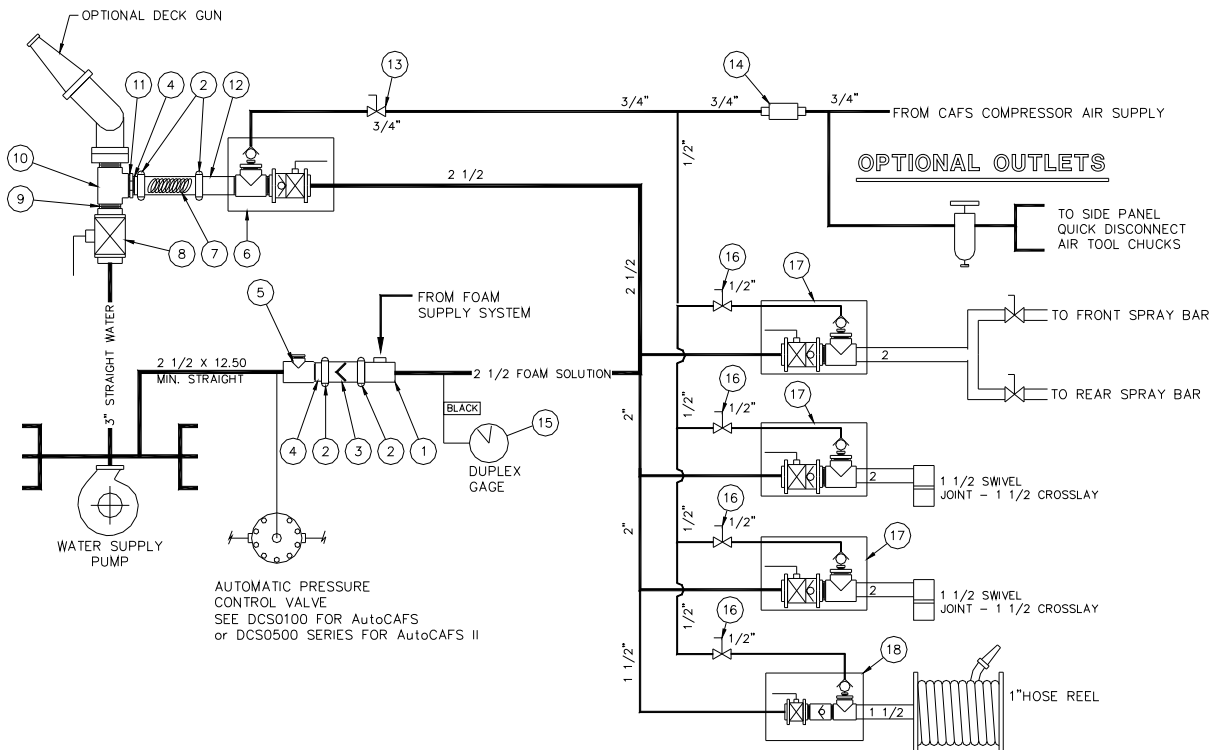 OPTIONAL DECK GUN
13
14
11
4
2
12
3/4"
3/4"
3/4"
3/4"
FROM CAFS COMPRESSOR AIR SUPPLY
1/2"
OPTIONAL OUTLETS
10
2 1/2
9
TO SIDE PANEL
QUICK DISCONNECT
AIR TOOL CHUCKS
8
7
6
2 1/2
16
17
1/2"
5
FROM FOAM
SUPPLY SYSTEM
TO FRONT SPRAY BAR
2
3" STRAIGHT WATER
2 1/2 X 12.50
MIN. STRAIGHT
2 1/2 FOAM SOLUTION
TO REAR SPRAY BAR
16
17
1/2"
1/2"
BLACK
2"
15
4
2
3
2
1
DUPLEX
GAGE
2
1 1/2 SWIVEL
JOINT - 1 1/2 CROSSLAY
16
1/2"
1/2"
2"
17
WATER SUPPLY
PUMP
AUTOMATIC PRESSURE
CONTROL VALVE
SEE DCS0100 FOR AutoCAFS
or DCS0500 SERIES FOR AutoCAFS II
2
1 1/2 SWIVEL
JOINT - 1 1/2 CROSSLAY
16
1/2"
1/2"
1 1/2"
18
1 1/2
1"HOSE REEL